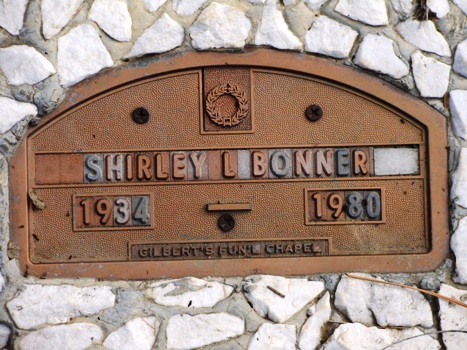 SHIRLEY L BONNER
1934 1980
GILBERT'S FUN'L CHAPEL